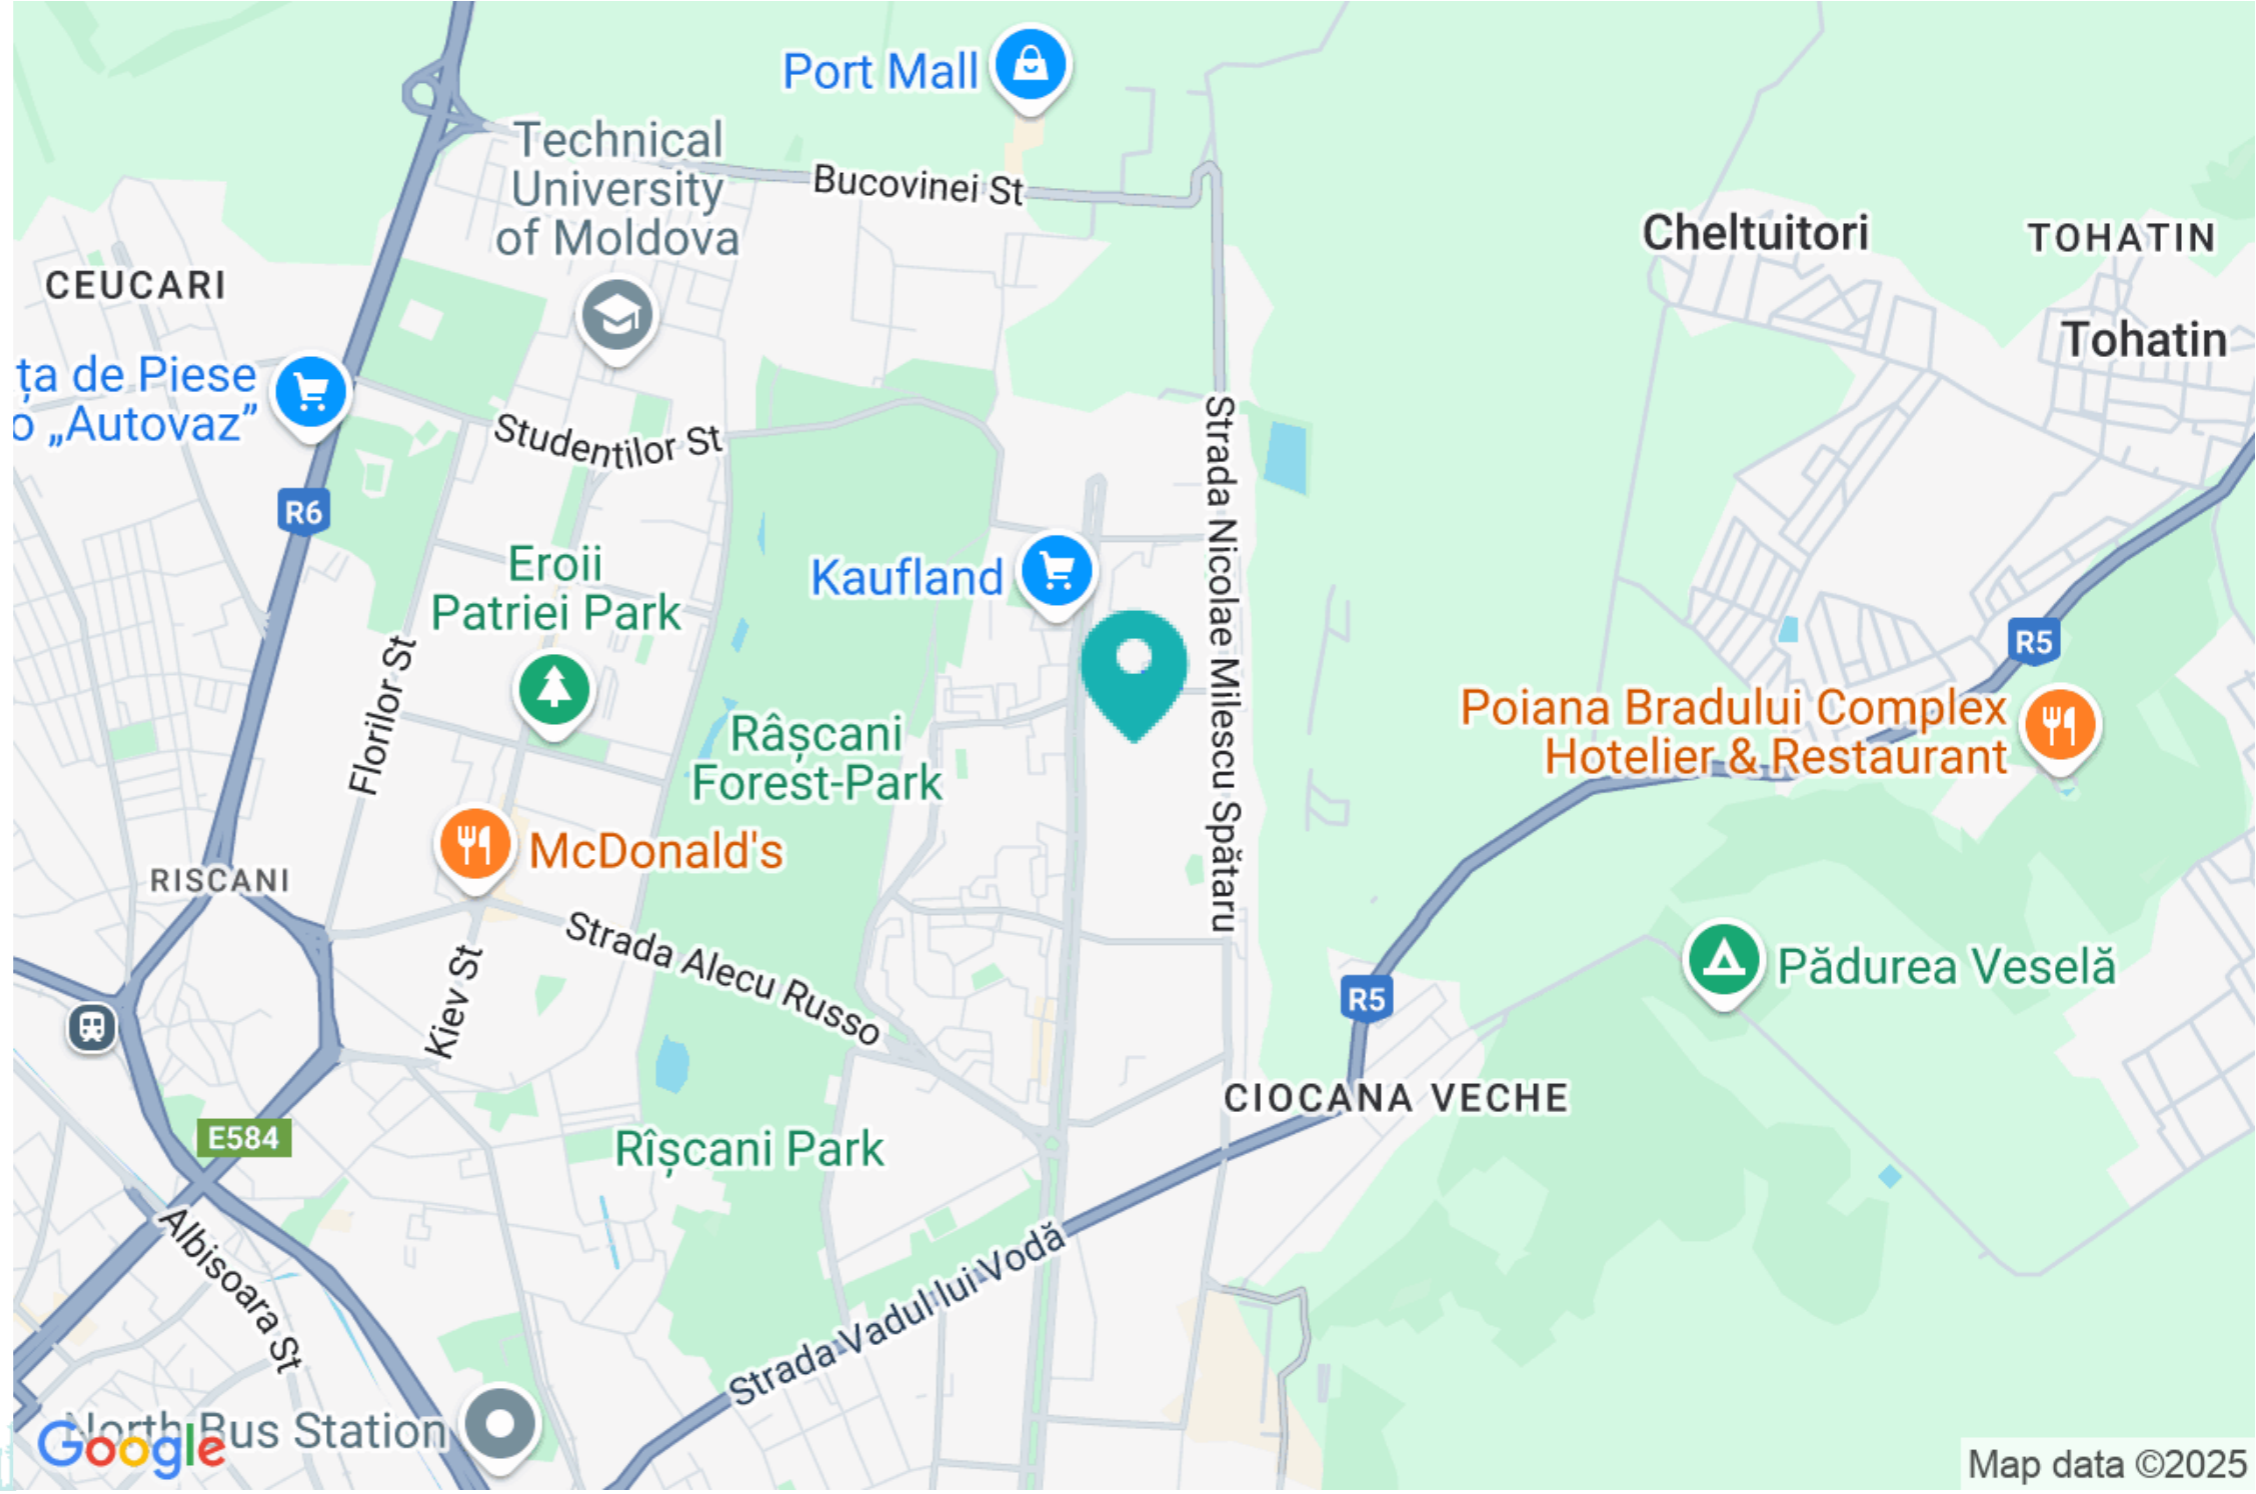 Port Mall
Technical
University
of Moldova
Bucovinei St
Cheltuitori
TOHATIN
CEUCARI
Tohatin
ța de Piese
o „Autovaz”
Studentilor St
Strada Nicolae Milescu Spătaru
R6
Eroii
Patriei Park
Kaufland
Florilor St
R5
Poiana Bradului Complex
Hotelier & Restaurant
Râșcani
Forest-Park
McDonald's
RISCANI
Strada Alecu Russo
Kiev St
Pădurea Veselă
R5
CIOCANA VECHE
E584
Rîșcani Park
Albisoara St
Strada Vadul lui Vodă
North Bus Station
Google
Map data ©2025